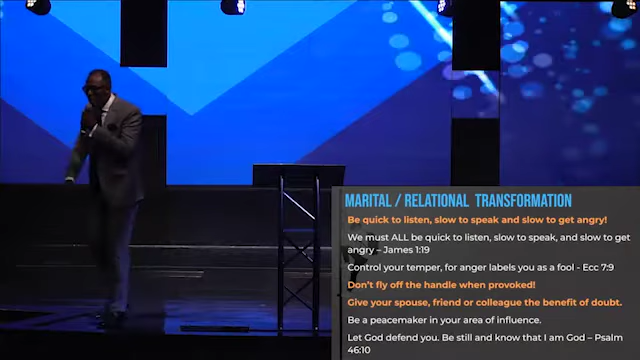 MARITAL / RELATIONAL TRANSFORMATION
Be quick to listen, slow to speak and slow to get angry!
We must ALL be quick to listen, slow to speak, and slow to get
angry – James 1:19
Control your temper, for anger labels you as a fool - Ecc 7:9
Don't fly off the handle when provoked!
Give your spouse, friend or colleague the benefit of doubt.
Be a peacemaker in your area of influence.
Let God defend you. Be still and know that I am God – Psalm
46:10